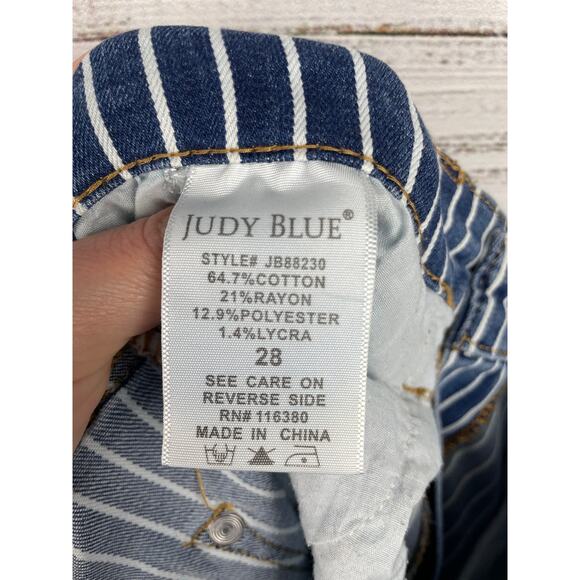 JUDY BLUE®
STYLE# JB88230
64.7%COTTON
21%RAYON
12.9%POLYESTER
1.4%LYCRA
28
SEE CARE ON
REVERSE SIDE
RN# 116380
MADE IN CHINA